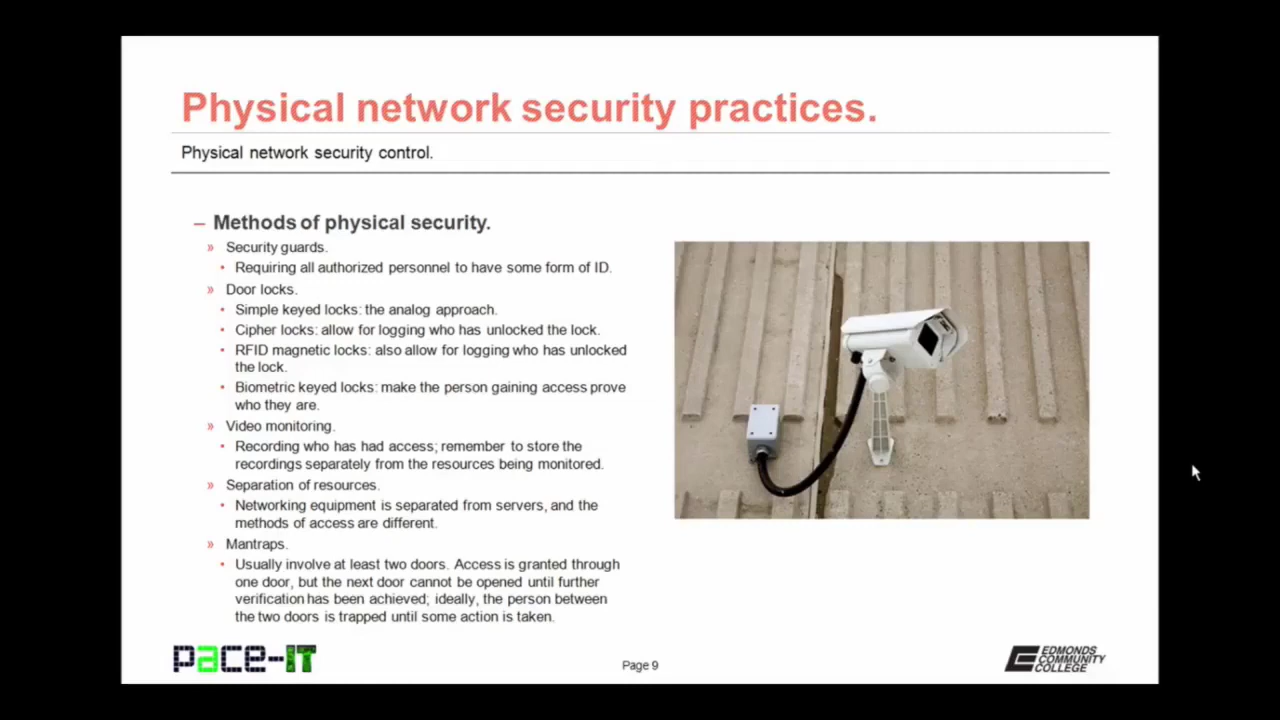 Physical network security practices.
Physical network security control.
– Methods of physical security.
» Security guards.
• Requiring all authorized personnel to have some form of ID.
» Door locks.
• Simple keyed locks: the analog approach.
• Cipher locks: allow for logging who has unlocked the lock.
• RFID magnetic locks: also allow for logging who has unlocked
the lock.
• Biometric keyed locks: make the person gaining access prove
who they are.
» Video monitoring.
• Recording who has had access; remember to store the
recordings separately from the resources being monitored.
» Separation of resources.
• Networking equipment is separated from servers, and the
methods of access are different.
» Mantraps.
• Usually involve at least two doors. Access is granted through
one door, but the next door cannot be opened until further
verification has been achieved; ideally, the person between
the two doors is trapped until some action is taken.
pace-IT
Page 9
EDMONDS
COMMUNITY
COLLEGE